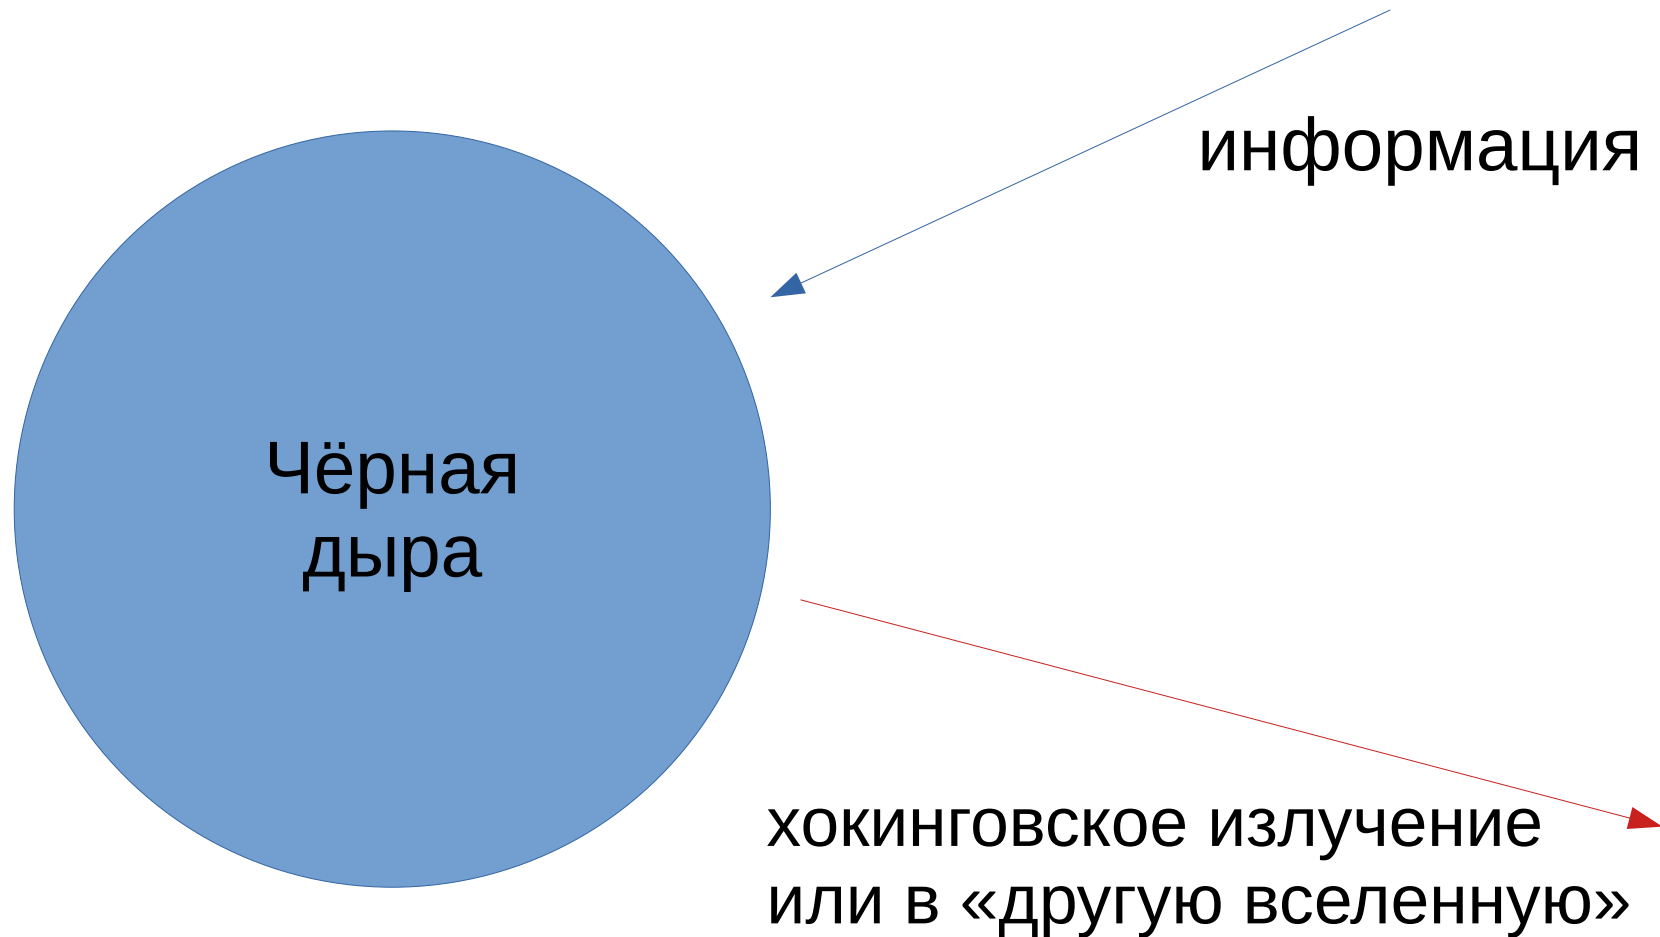 информация
Чёрная
дыра
хокинговское излучение
или в «другую вселенную»